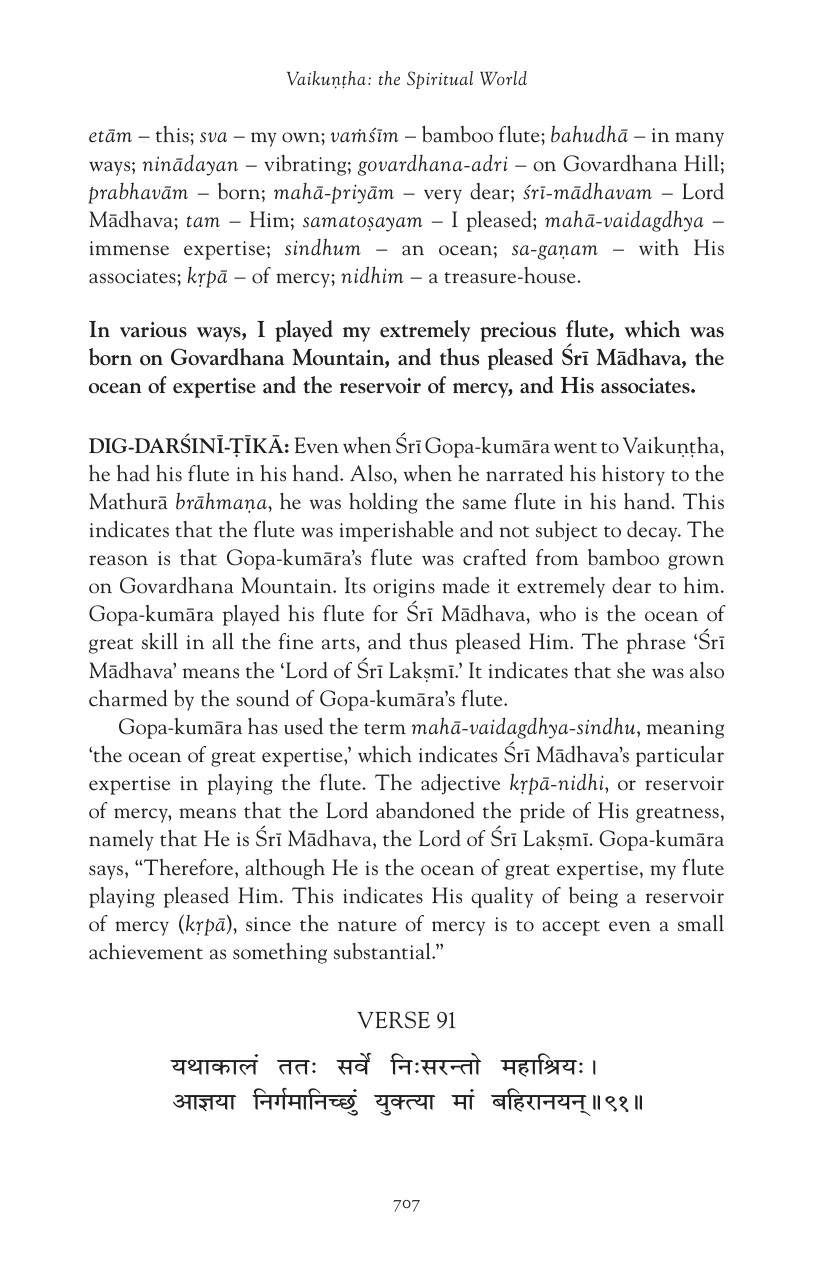 Vaikuṇṭha: the Spiritual World
etām – this; sva – my own; vaṁśīm – bamboo flute; bahudhā – in many
ways; ninādayan – vibrating; govardhana-adri – on Govardhana Hill;
prabhavām – born; mahā-priyām – very dear; śrī-mādhavam – Lord
Mādhava; tam – Him; samatoṣayam – I pleased; mahā-vaidagdhya –
immense expertise; sindhum – an ocean; sa-gaṇam – with His
associates; kṛpā – of mercy; nidhim – a treasure-house.
In various ways, I played my extremely precious flute, which was
born on Govardhana Mountain, and thus pleased Śrī Mādhava, the
ocean of expertise and the reservoir of mercy, and His associates.
DIG-DARŚINĪ-ṬĪKĀ: Even when Śrī Gopa-kumāra went to Vaikuṇṭha,
he had his flute in his hand. Also, when he narrated his history to the
Mathurā brāhmaṇa, he was holding the same flute in his hand. This
indicates that the flute was imperishable and not subject to decay. The
reason is that Gopa-kumāra’s flute was crafted from bamboo grown
on Govardhana Mountain. Its origins made it extremely dear to him.
Gopa-kumāra played his flute for Śrī Mādhava, who is the ocean of
great skill in all the fine arts, and thus pleased Him. The phrase ‘Śrī
Mādhava’ means the ‘Lord of Śrī Lakṣmī.’ It indicates that she was also
charmed by the sound of Gopa-kumāra’s flute.
Gopa-kumāra has used the term mahā-vaidagdhya-sindhu, meaning
‘the ocean of great expertise,’ which indicates Śrī Mādhava’s particular
expertise in playing the flute. The adjective kṛpā-nidhi, or reservoir
of mercy, means that the Lord abandoned the pride of His greatness,
namely that He is Śrī Mādhava, the Lord of Śrī Lakṣmī. Gopa-kumāra
says, “Therefore, although He is the ocean of great expertise, my flute
playing pleased Him. This indicates His quality of being a reservoir
of mercy (kṛpā), since the nature of mercy is to accept even a small
achievement as something substantial.”
VERSE 91
यथाकालं ततः सर्वे निःसरन्तो महाश्रियः।
आज्ञया निर्गमानिच्छुं युक्त्या मां बहिरानयन्॥९१॥
707